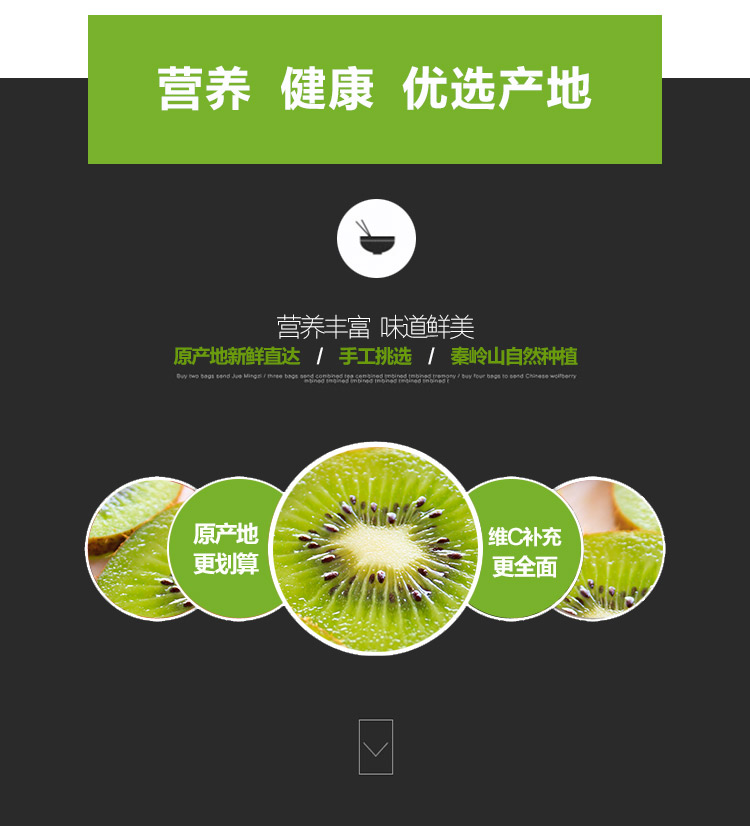 营养 健康 优选产地
营养丰富 味道鲜美
原产地新鲜直达 / 手工挑选 / 秦岭山自然种植
Buy two bags send Jue Mingzi / three bags send combined tea combined tmbined tmbined tremony / buy four bags to send Chinese wolfberry
mbined tmbined tmbined tmbined tmbined tmbined t
原产地
更划算
维C补充
更全面